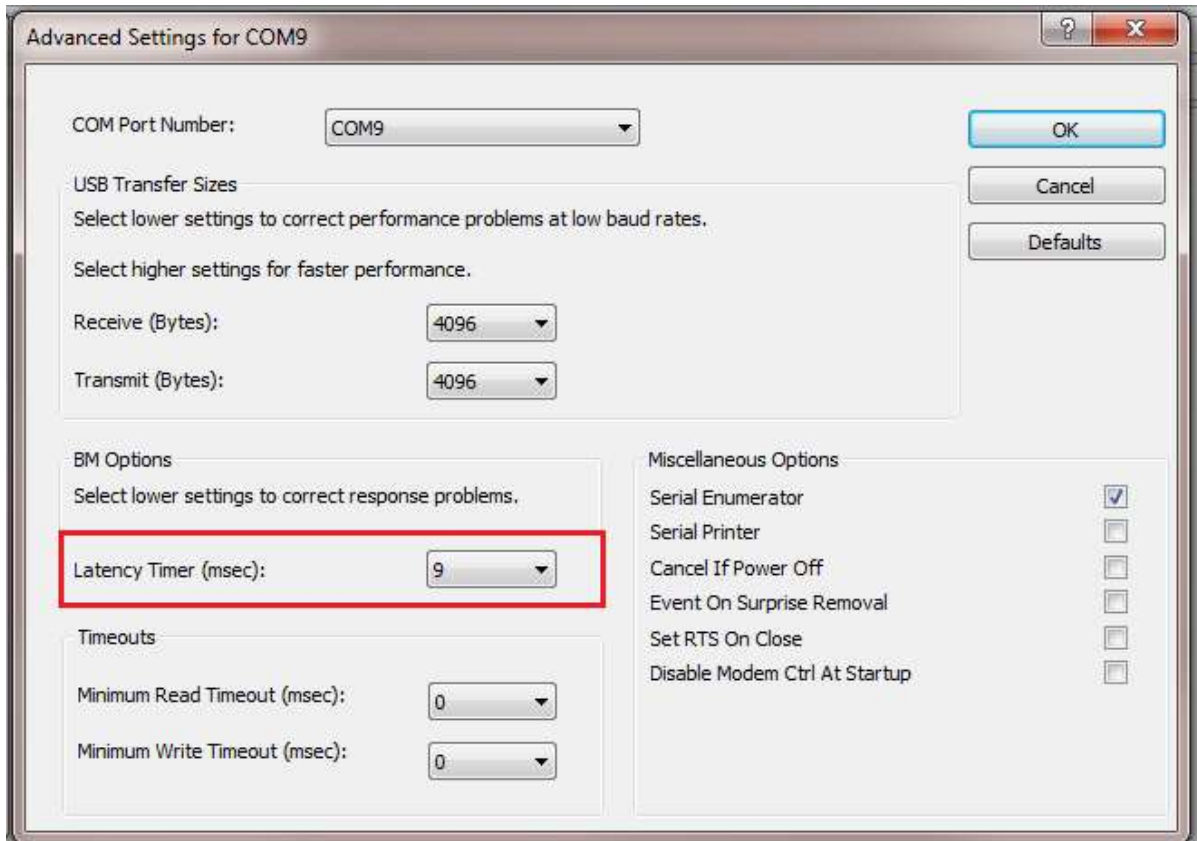 Advanced Settings for COM9
?
X
COM Port Number: COM9
OK
USB Transfer Sizes
Cancel
Select lower settings to correct performance problems at low baud rates.
Defaults
Select higher settings for faster performance.
Receive (Bytes): 4096
Transmit (Bytes): 4096
BM Options
Select lower settings to correct response problems.
Latency Timer (msec): 9
Timeouts
Minimum Read Timeout (msec): 0
Minimum Write Timeout (msec): 0
Miscellaneous Options
Serial Enumerator
Serial Printer
Cancel If Power Off
Event On Surprise Removal
Set RTS On Close
Disable Modem Ctrl At Startup